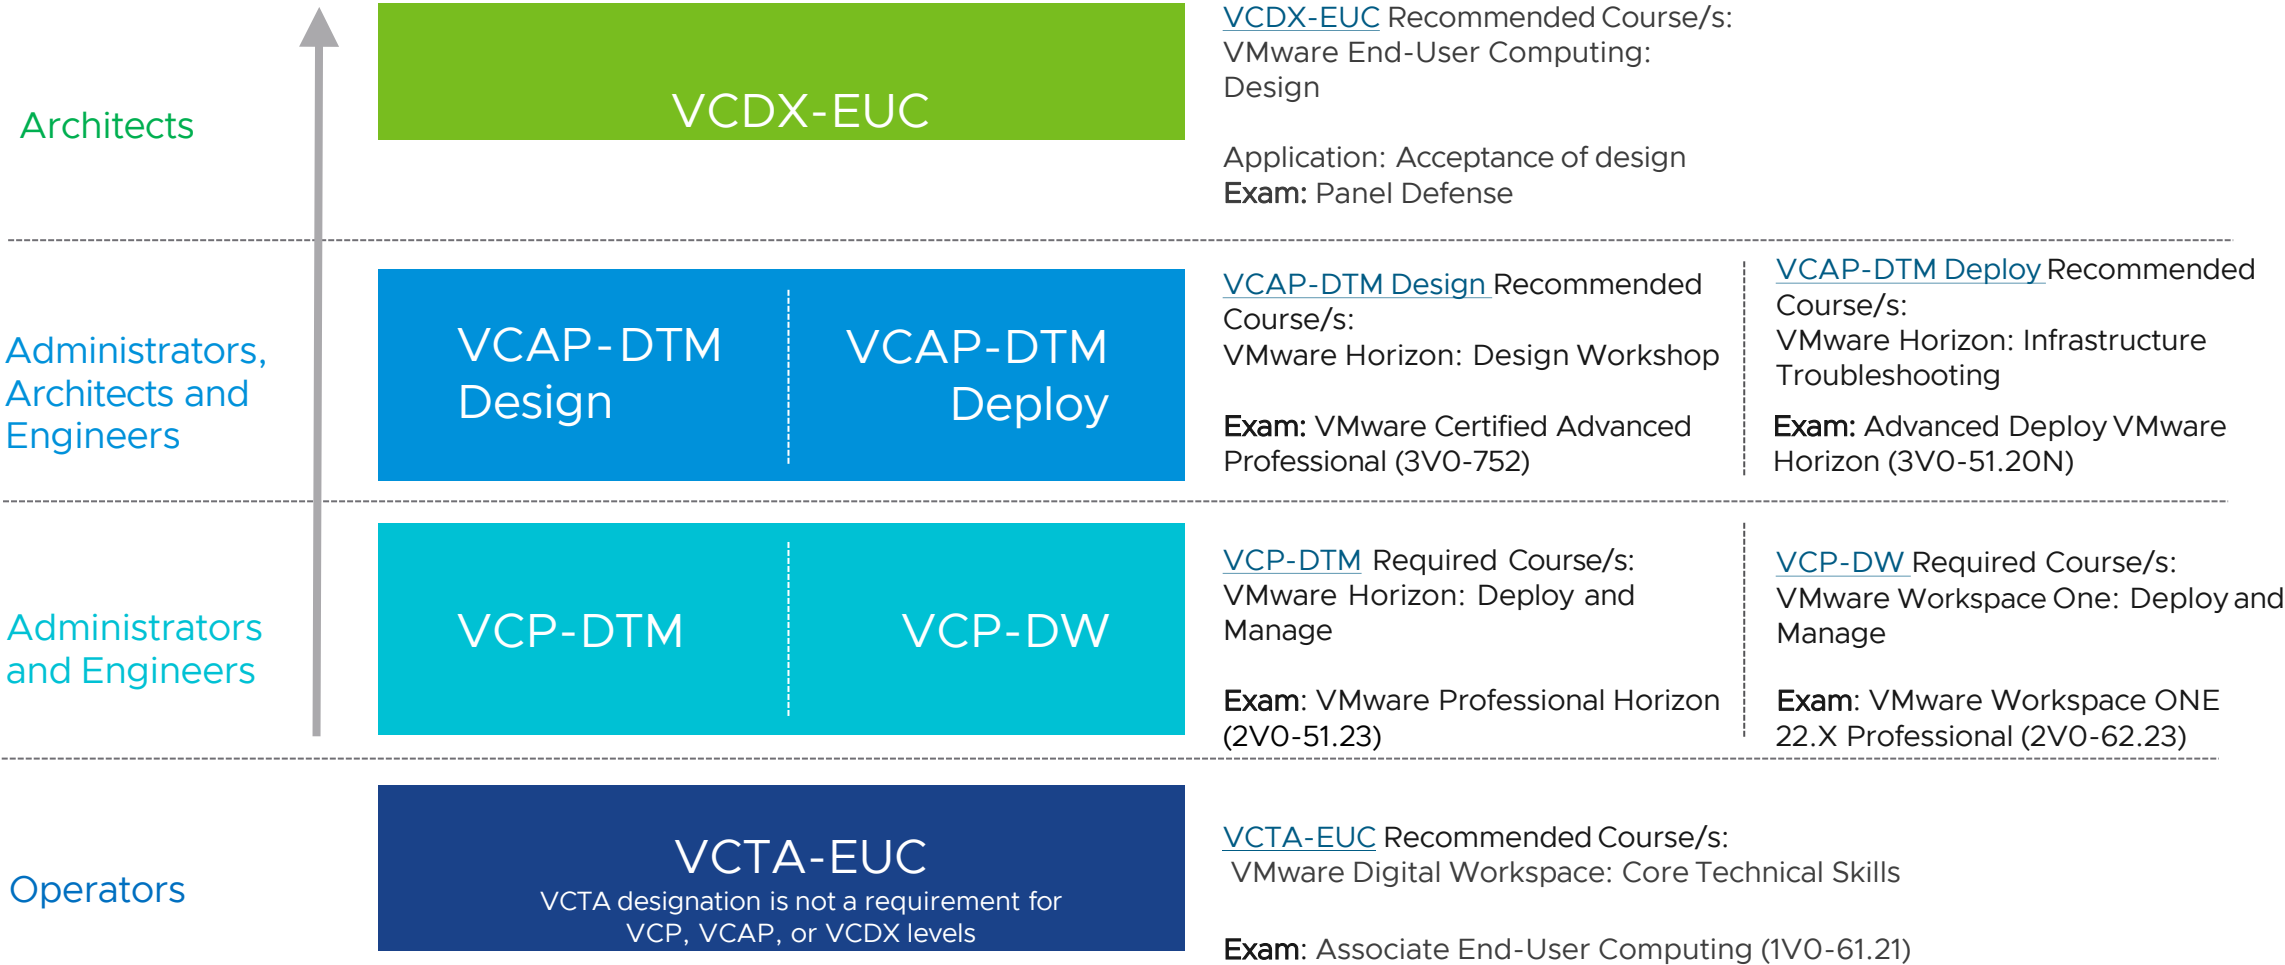 Architects
VCDX-EUC
VCDX-EUC Recommended Course/s:
VMware End-User Computing:
Design
Application: Acceptance of design
Exam: Panel Defense
Administrators,
Architects and
Engineers
VCAP-DTM
Design
VCAP-DTM
Deploy
VCAP-DTM Design Recommended
Course/s:
VMware Horizon: Design Workshop
Exam: VMware Certified Advanced
Professional (3V0-752)
VCAP-DTM Deploy Recommended
Course/s:
VMware Horizon: Infrastructure
Troubleshooting
Exam: Advanced Deploy VMware
Horizon (3V0-51.20N)
Administrators
and Engineers
VCP-DTM
VCP-DW
VCP-DTM Required Course/s:
VMware Horizon: Deploy and
Manage
Exam: VMware Professional Horizon
(2V0-51.23)
VCP-DW Required Course/s:
VMware Workspace One: Deploy and
Manage
Exam: VMware Workspace ONE
22.X Professional (2V0-62.23)
Operators
VCTA-EUC
VCTA designation is not a requirement for
VCP, VCAP, or VCDX levels
VCTA-EUC Recommended Course/s:
VMware Digital Workspace: Core Technical Skills
Exam: Associate End-User Computing (1V0-61.21)